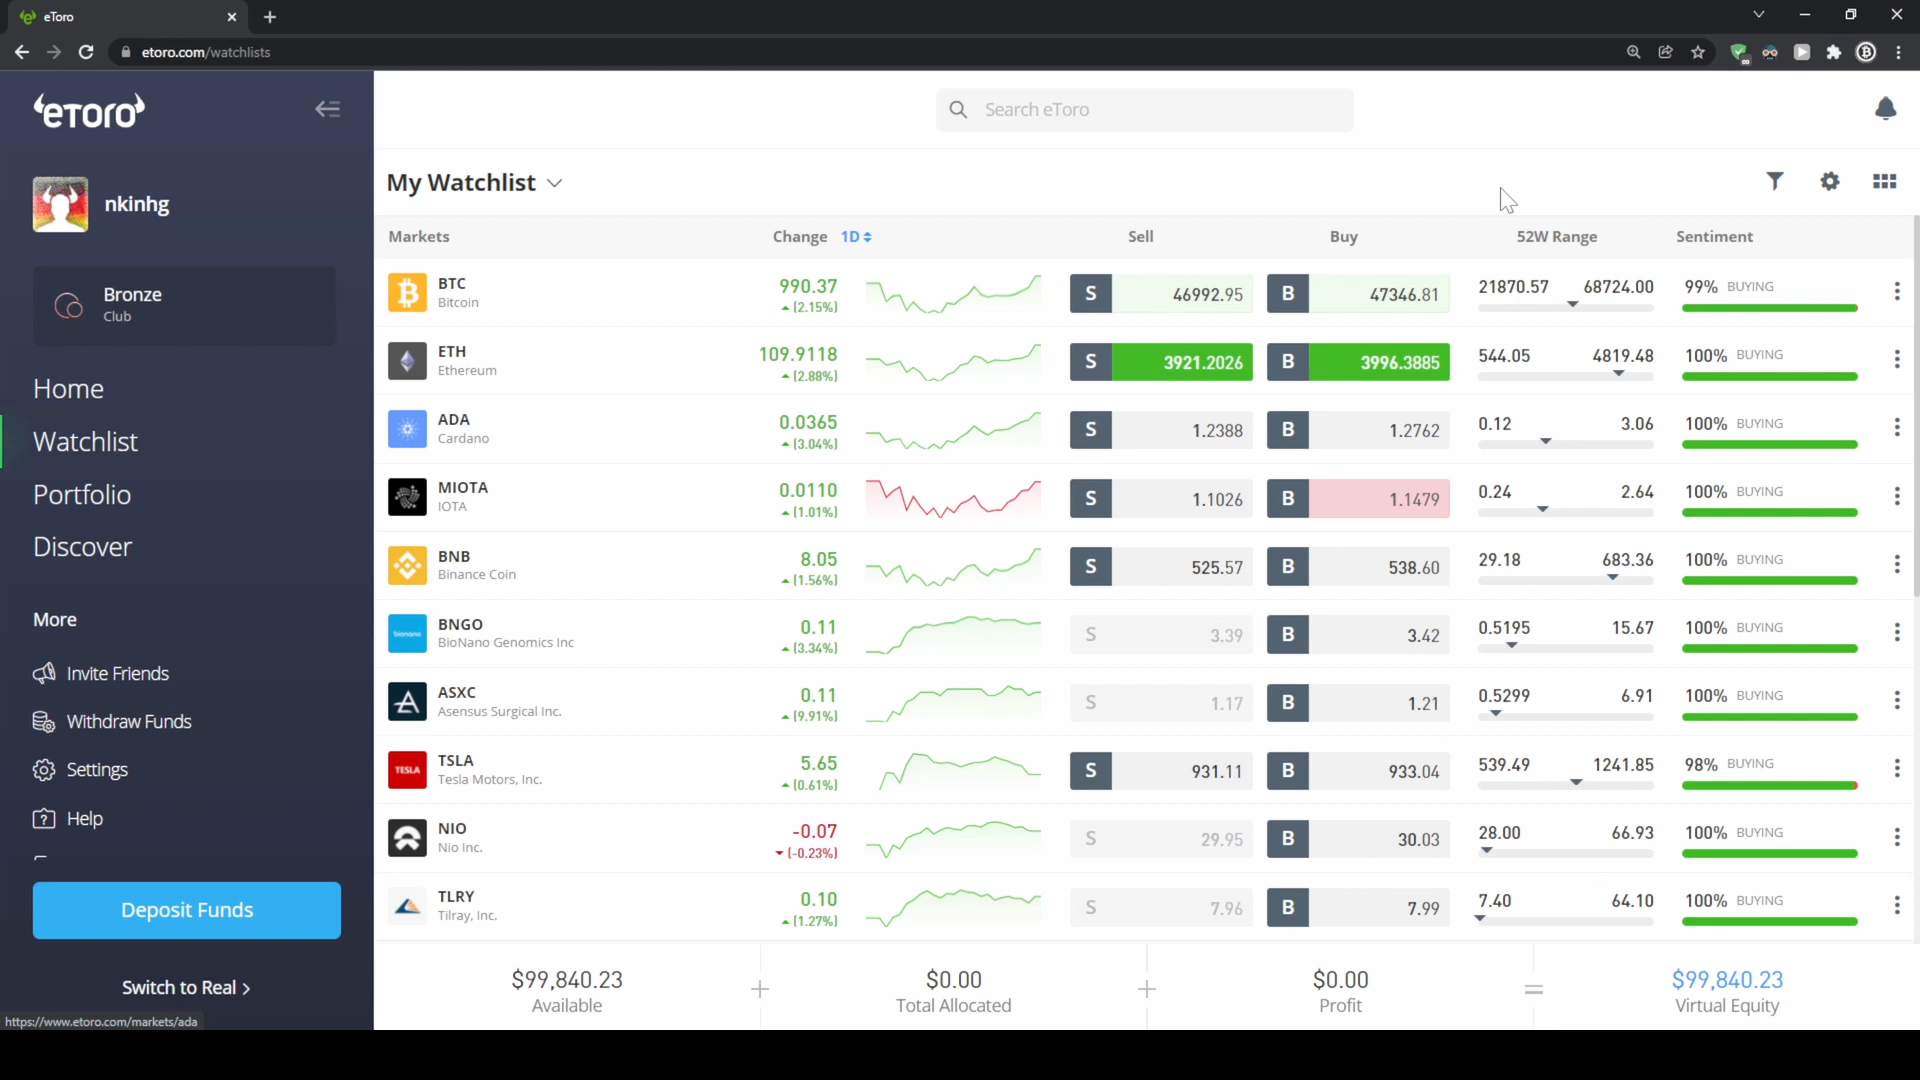 eToro
etoro.com/watchlists
eToro
Search eToro
nkinhg
Bronze
Club
Home
Watchlist
Portfolio
Discover
More
Invite Friends
Withdraw Funds
Settings
Help
Deposit Funds
Switch to Real >
https://www.etoro.com/markets/ada
My Watchlist
Markets Change 1D Sell Buy 52W Range Sentiment
BTC 990.37 S 46992.95 B 47346.81 21870.57 68724.00 99% BUYING
Bitcoin (2.15%)
ETH 109.9118 S 3921.2026 B 3996.3885 544.05 4819.48 100% BUYING
Ethereum (2.88%)
ADA 0.0365 S 1.2388 B 1.2762 0.12 3.06 100% BUYING
Cardano (3.04%)
MIOTA 0.0110 S 1.1026 B 1.1479 0.24 2.64 100% BUYING
IOTA (1.01%)
BNB 8.05 S 525.57 B 538.60 29.18 683.36 100% BUYING
Binance Coin (1.56%)
bionano BNGO 0.11 S 3.39 B 3.42 0.5195 15.67 100% BUYING
BioNano Genomics Inc (3.34%)
ASXC 0.11 S 1.17 B 1.21 0.5299 6.91 100% BUYING
Asensus Surgical Inc. (9.91%)
TESLA TSLA 5.65 S 931.11 B 933.04 539.49 1241.85 98% BUYING
Tesla Motors, Inc. (0.61%)
NIO -0.07 S 29.95 B 30.03 28.00 66.93 100% BUYING
Nio Inc. (-0.23%)
TLRY 0.10 S 7.96 B 7.99 7.40 64.10 100% BUYING
Tilray, Inc. (1.27%)
$99,840.23 + $0.00 + $0.00 = $99,840.23
Available Total Allocated Profit Virtual Equity